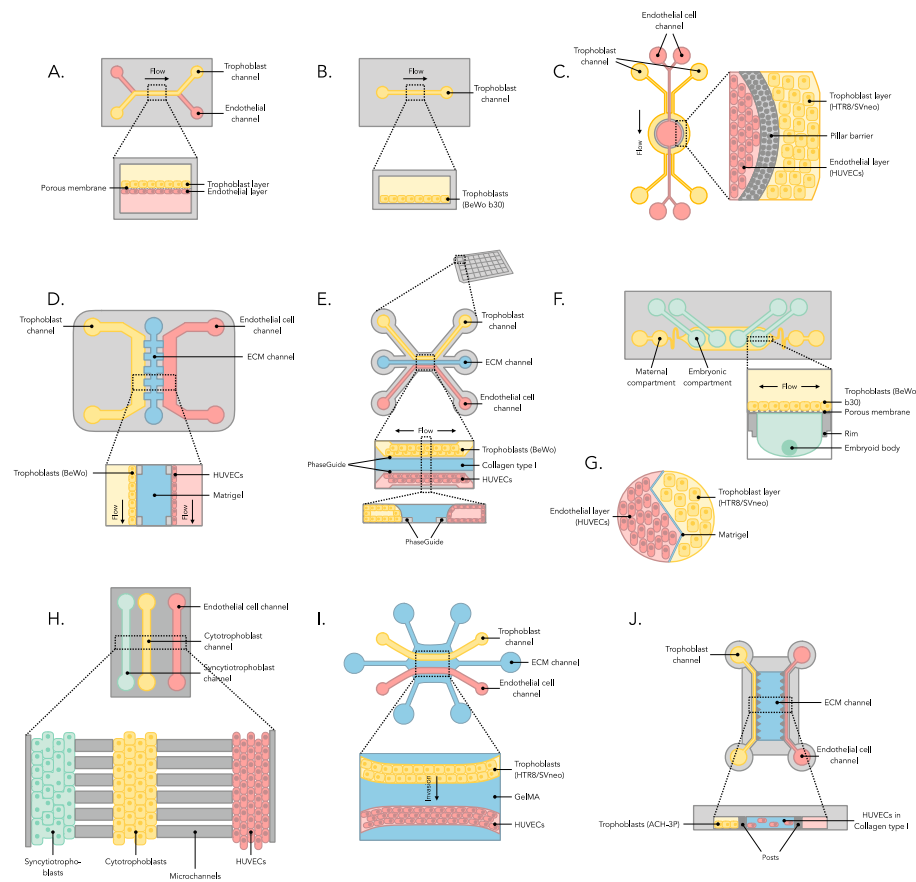 A.
Flow
Trophoblast
channel
Endothelial
channel
Porous membrane
Trophoblast layer
Endothelial layer
B.
Flow
Trophoblast
channel
Trophoblasts
(BeWo b30)
C.
Endothelial cell
channel
Trophoblast
channel
Flow
Trophoblast layer
(HTR8/SVneo)
Pillar barrier
Endothelial layer
(HUVECs)
D.
Trophoblast
channel
Endothelial cell
channel
ECM channel
Trophoblasts (BeWo)
HUVECs
Matrigel
Flow
Flow
E.
Trophoblast
channel
ECM channel
Endothelial cell
channel
Flow
Trophoblasts (BeWo)
Collagen type I
HUVECs
PhaseGuide
PhaseGuide
F.
Maternal
compartment
Embryonic
compartment
Flow
Trophoblasts (BeWo
b30)
Porous membrane
Rim
Embryoid body
G.
Endothelial layer
(HUVECs)
Trophoblast layer
(HTR8/SVneo)
Matrigel
H.
Endothelial cell channel
Cytotrophoblast
channel
Syncytiotrophoblast
channel
Syncytiotropho-
blasts
Cytotrophoblasts
Microchannels
HUVECs
I.
Trophoblast
channel
ECM channel
Endothelial cell
channel
Trophoblasts
(HTR8/SVneo)
Invasion
GelMA
HUVECs
J.
Trophoblast
channel
ECM channel
Endothelial cell
channel
Trophoblasts (ACH-3P)
HUVECs in
Collagen type I
Posts